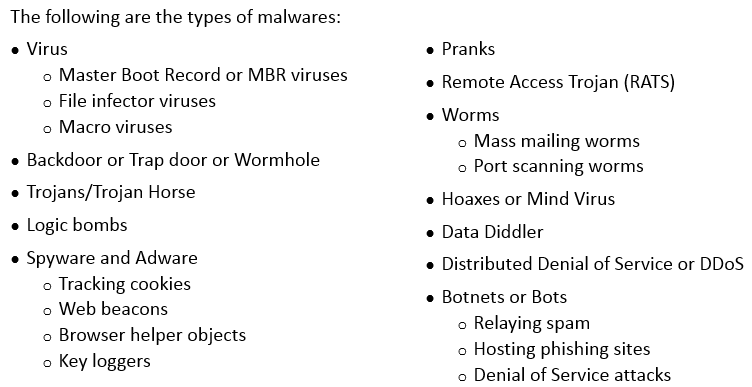 The following are the types of malwares:
• Virus
o Master Boot Record or MBR viruses
o File infector viruses
o Macro viruses
• Backdoor or Trap door or Wormhole
• Trojans/Trojan Horse
• Logic bombs
• Spyware and Adware
o Tracking cookies
o Web beacons
o Browser helper objects
o Key loggers
• Pranks
• Remote Access Trojan (RATS)
• Worms
o Mass mailing worms
o Port scanning worms
• Hoaxes or Mind Virus
• Data Diddler
• Distributed Denial of Service or DDoS
• Botnets or Bots
o Relaying spam
o Hosting phishing sites
o Denial of Service attacks